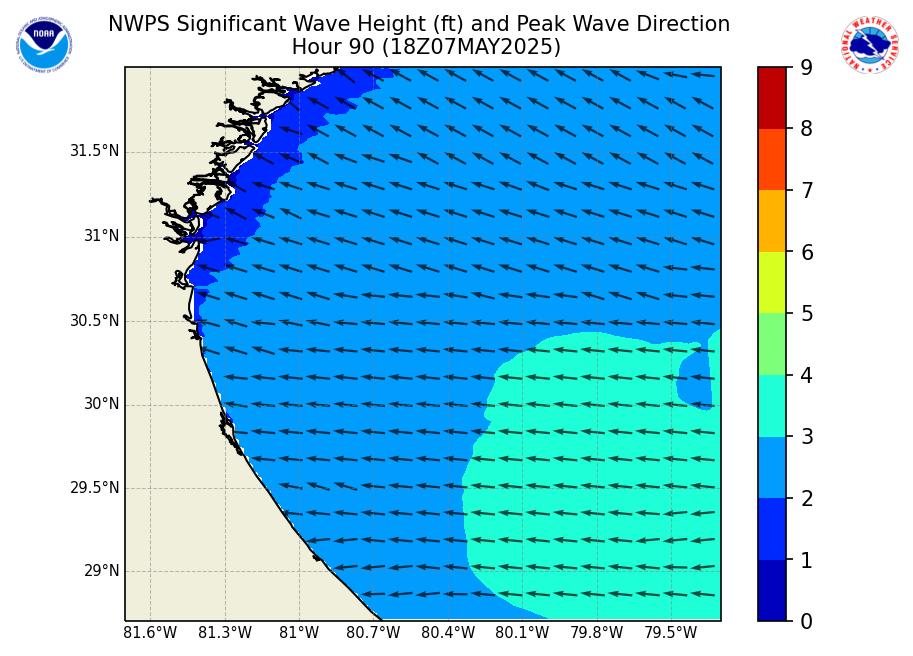 NWPS Significant Wave Height (ft) and Peak Wave Direction
Hour 90 (18Z07MAY2025)
NOAA
NATIONAL WEATHER SERVICE
31.5°N
31°N
30.5°N
30°N
29.5°N
29°N
81.6°W 81.3°W 81°W 80.7°W 80.4°W 80.1°W 79.8°W 79.5°W
9
8
7
6
5
4
3
2
1
0